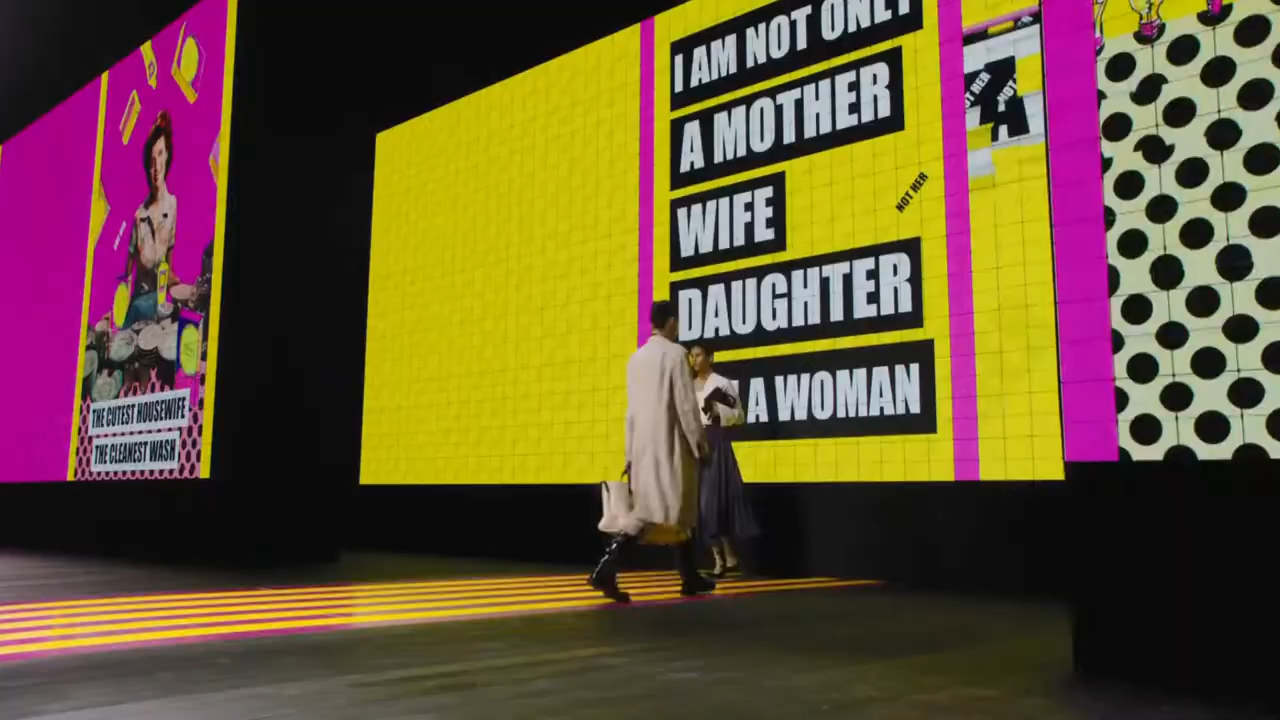 THE CUTEST HOUSEWIFE
THE CLEANEST WASH
I AM NOT ONLY
A MOTHER
WIFE
DAUGHTER
A WOMAN
NOT HER